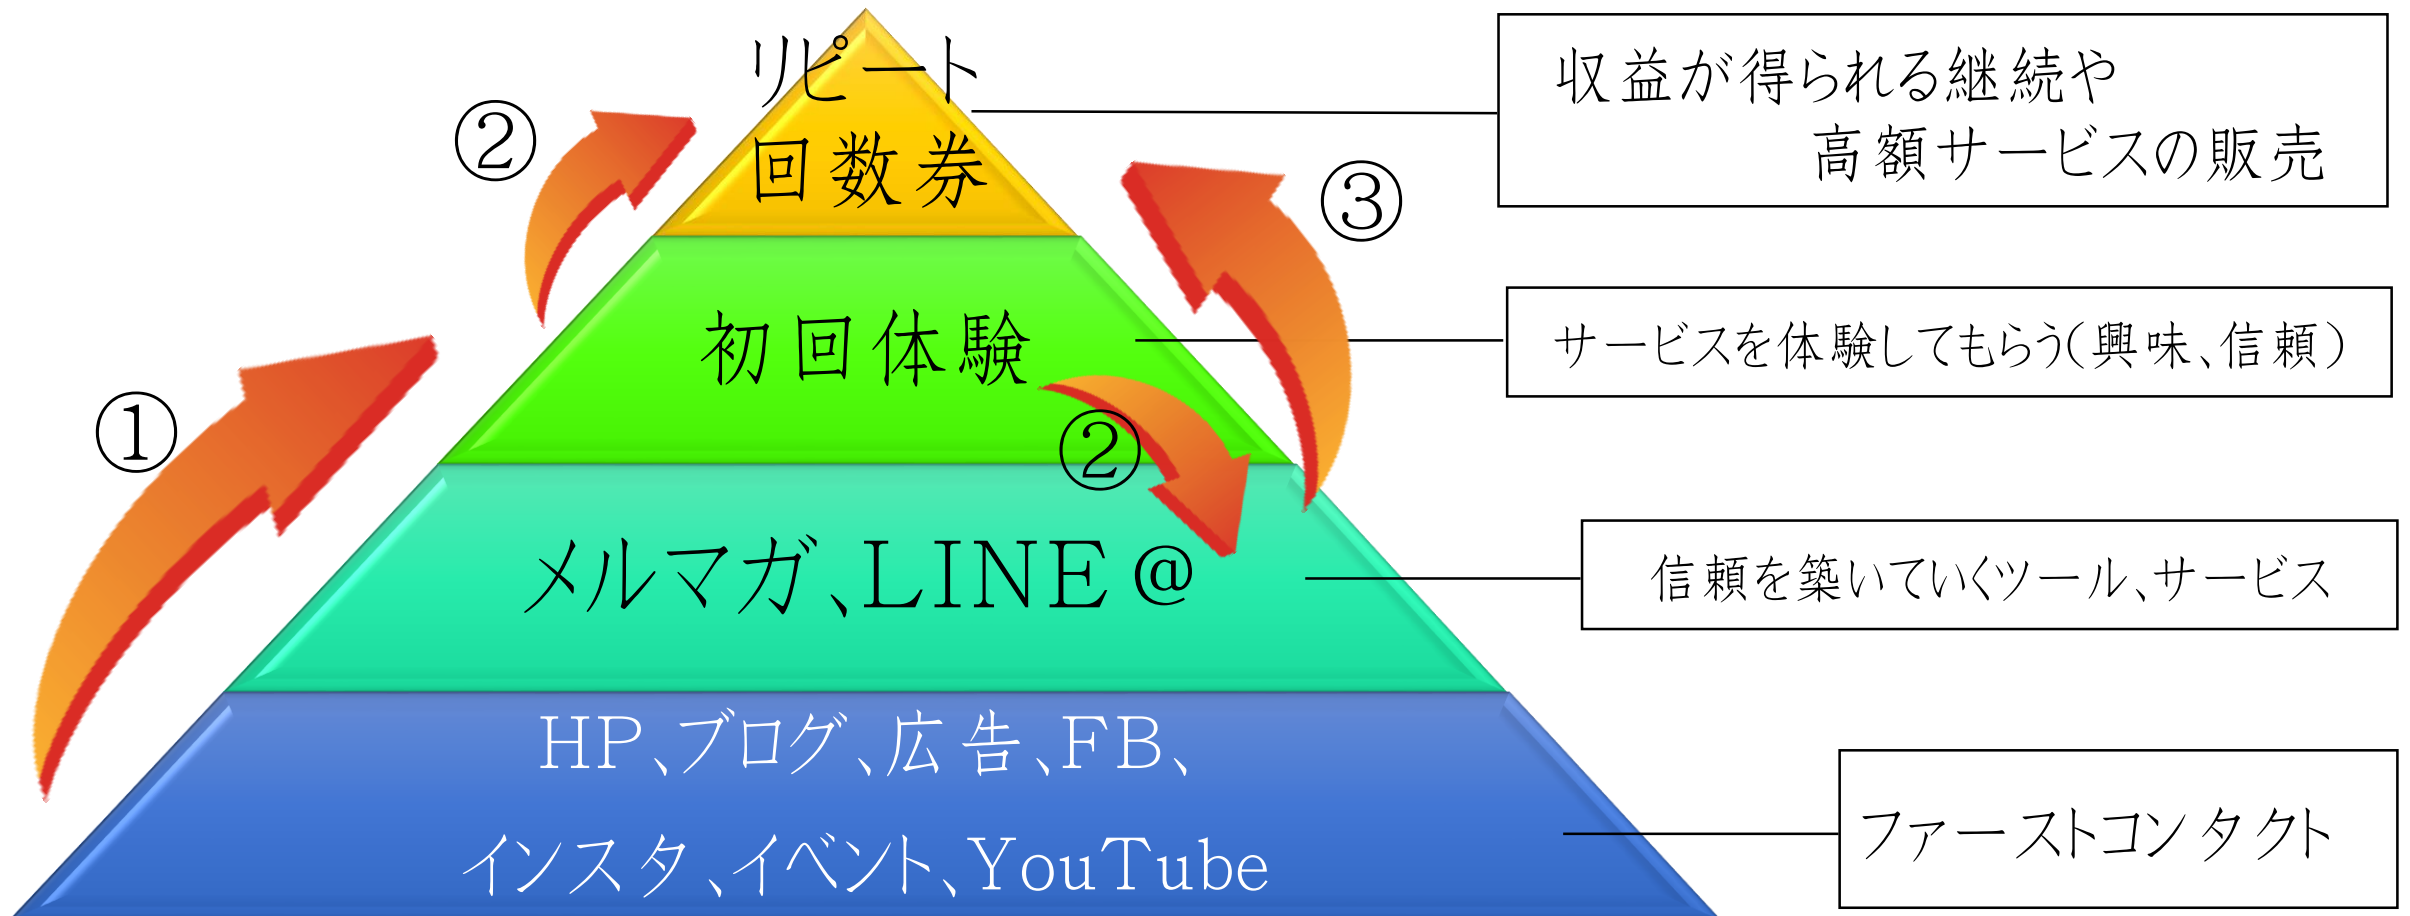 リピート
回数券
初回体験
メルマガ、LINE@
HP、ブログ、広告、FB、
インスタ、イベント、YouTube
①
②
②
③
収益が得られる継続や
高額サービスの販売
サービスを体験してもらう(興味、信頼)
信頼を築いていくツール、サービス
ファーストコンタクト